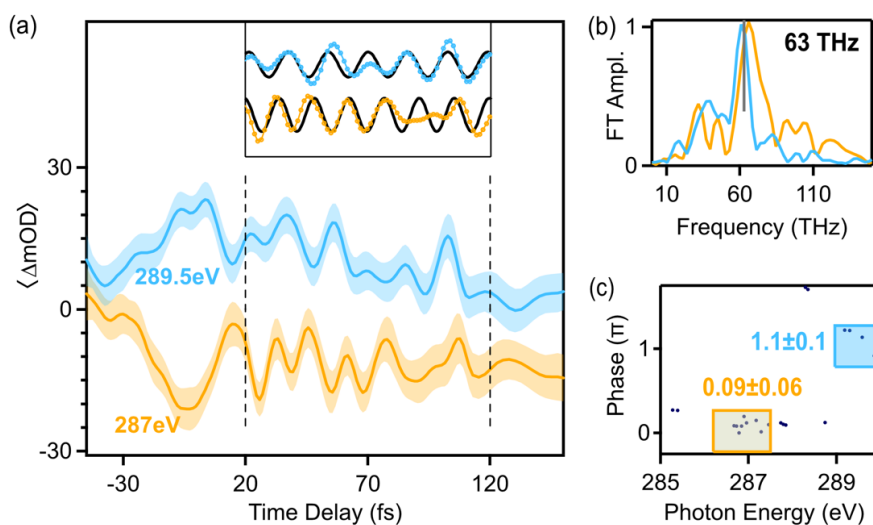 (a)
⟨ΔmOD⟩
30
0
-30
289.5eV
287eV
-30
20
70
120
Time Delay (fs)
(b)
FT Ampl.
1
0
63 THz
10
60
110
Frequency (THz)
(c)
Phase (π)
1
0
1.1±0.1
0.09±0.06
285
287
289
Photon Energy (eV)